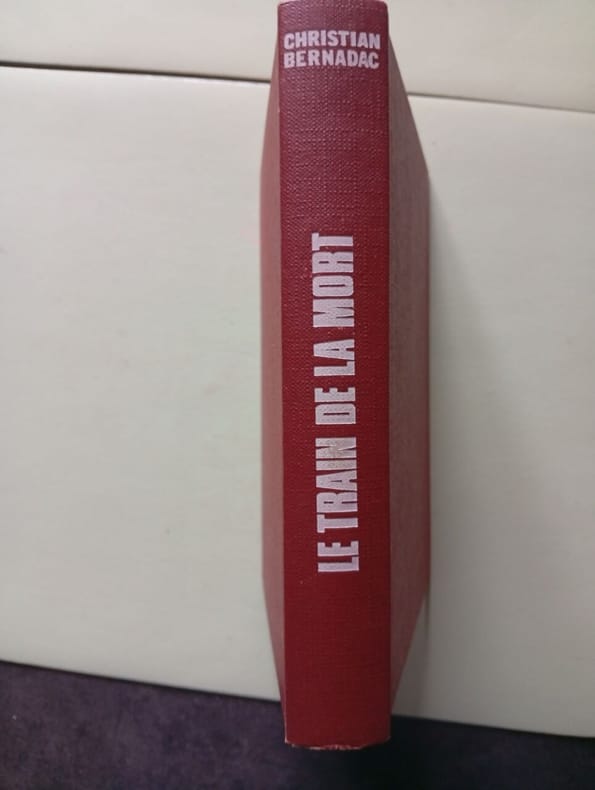 CHRISTIAN
BERNADAC
LE TRAIN DE LA MORT